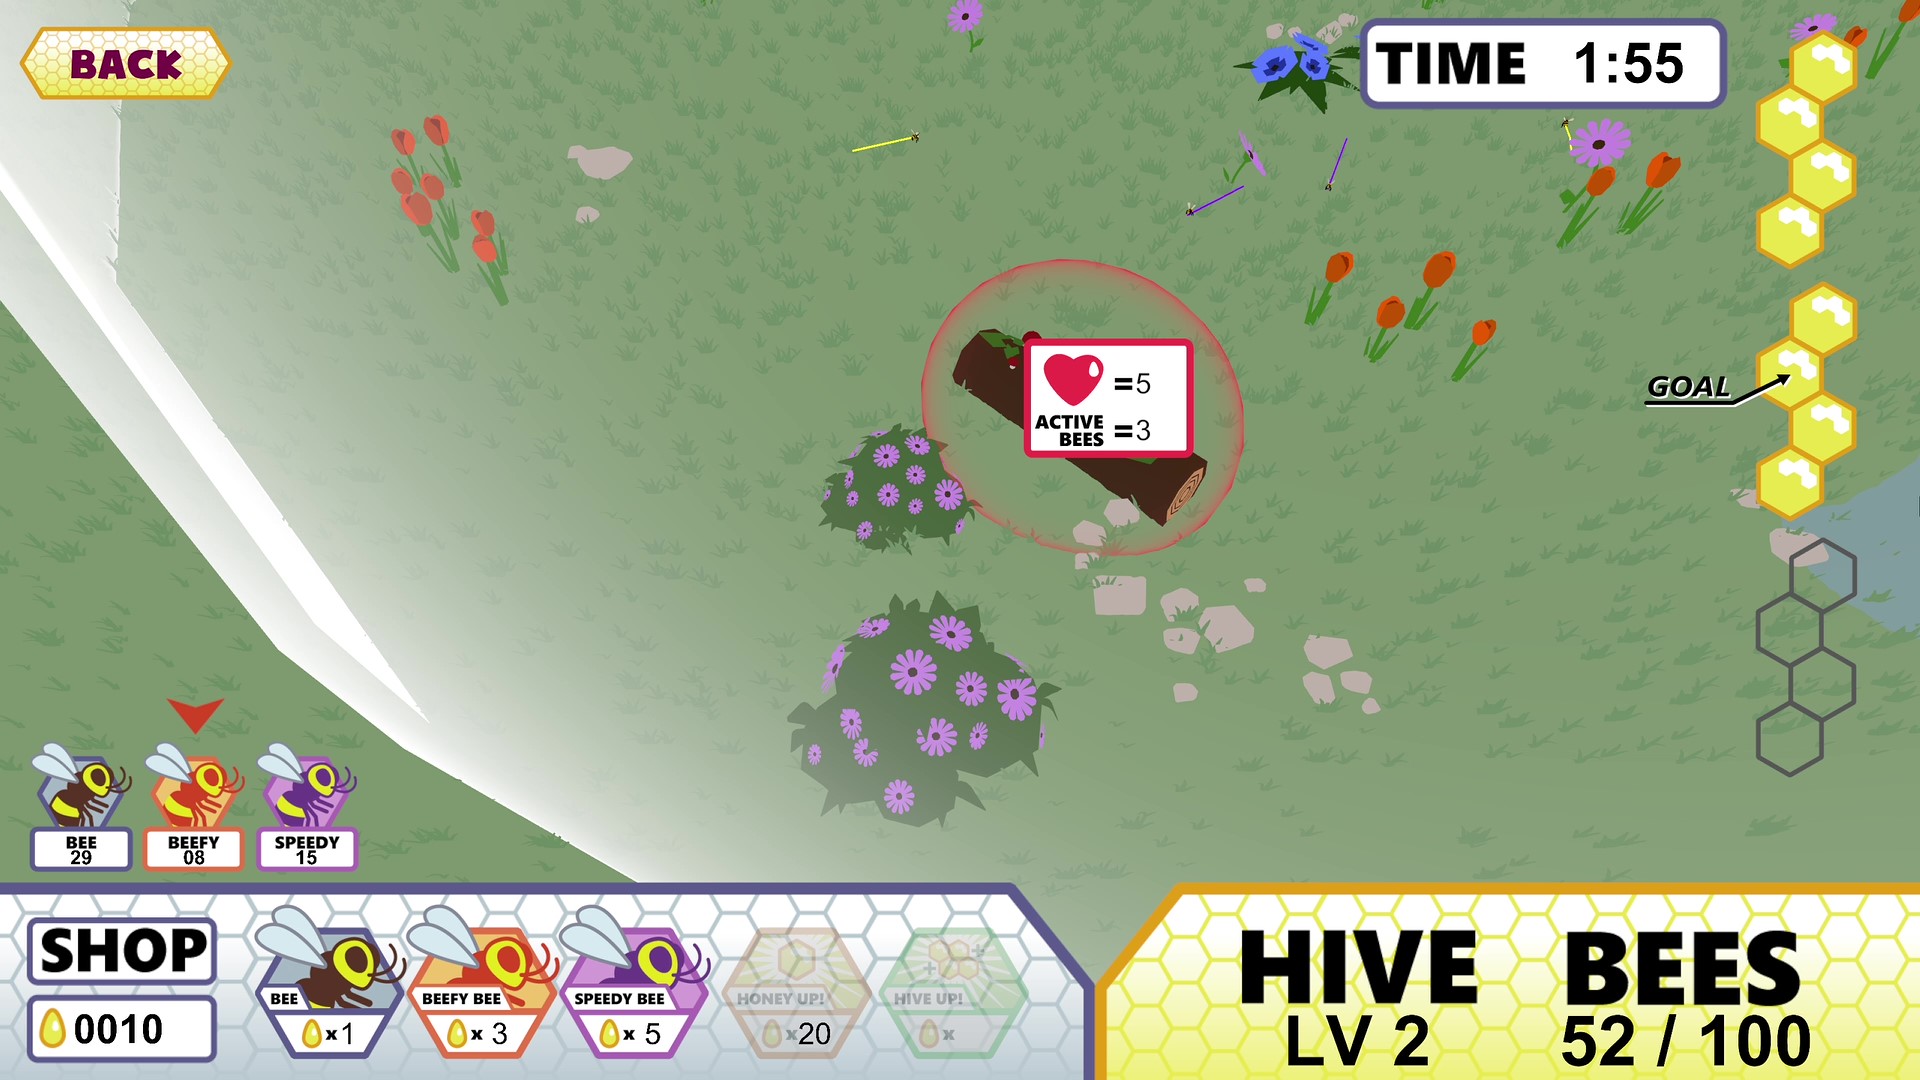 BACK
TIME 1:55
=5
ACTIVE
BEES =3
GOAL
BEE
29
BEEFY
08
SPEEDY
15
SHOP
0010
BEE
x1
BEEFY BEE
x 3
SPEEDY BEE
x 5
HONEY UP!
x20
HIVE UP!
x
HIVE
LV 2
BEES
52 / 100